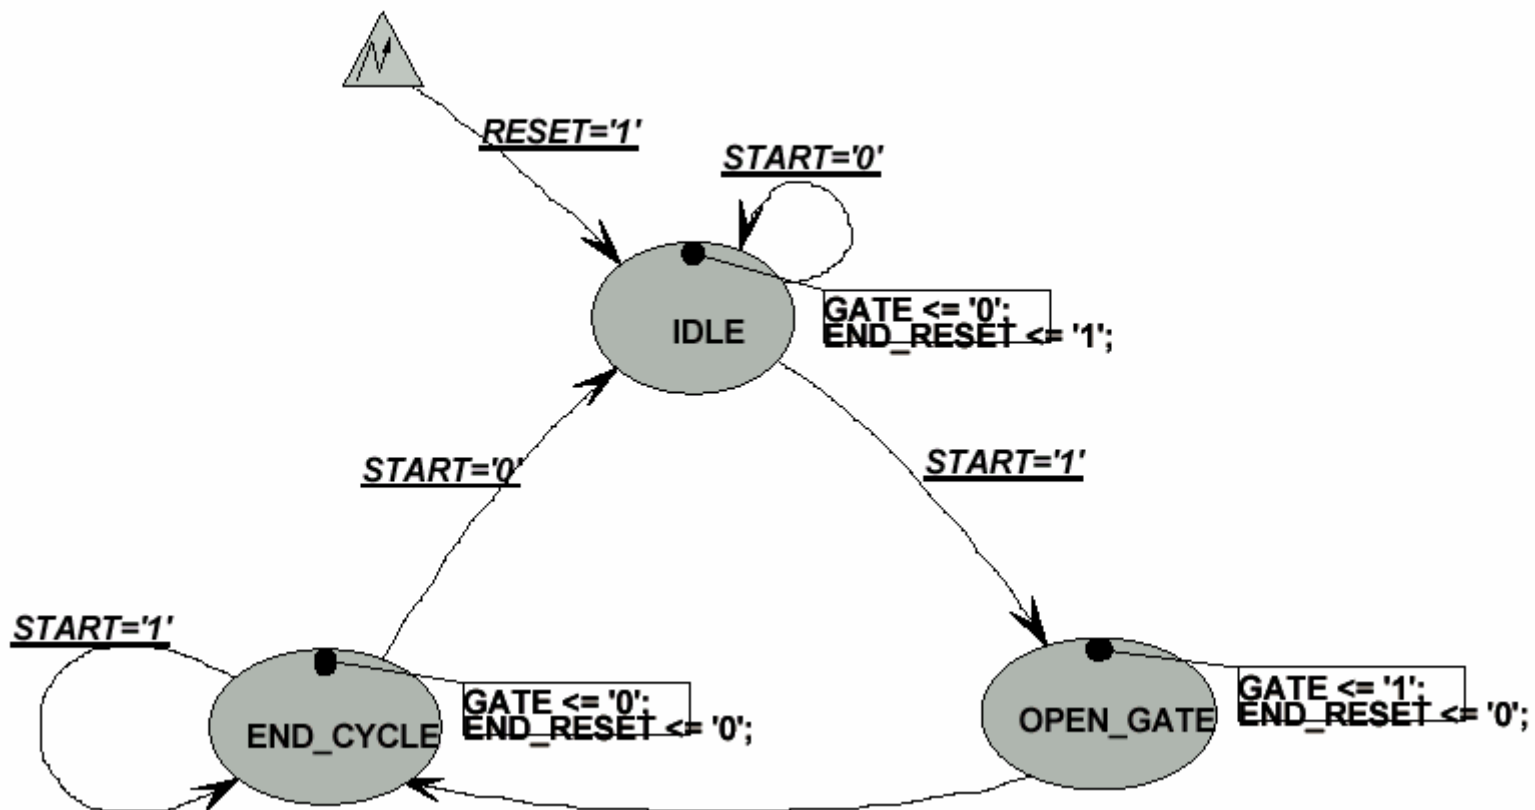 RESET='1'
START='0'
GATE <= '0';
END_RESET <= '1';
IDLE
START='0'
START='1'
START='1'
GATE <= '0';
END_RESET <= '0';
END_CYCLE
GATE <= '1';
END_RESET <= '0';
OPEN_GATE